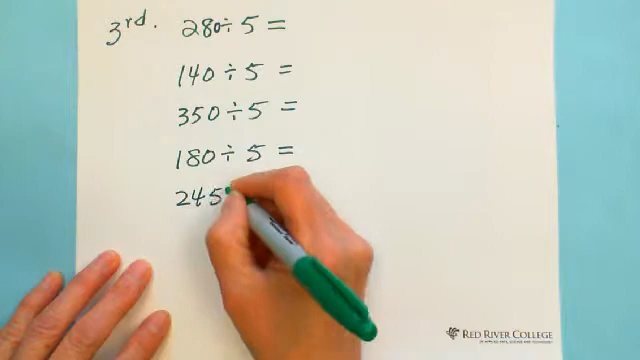 3rd. 280÷5 =
140÷5 =
350÷5 =
180÷5 =
245
RED RIVER COLLEGE